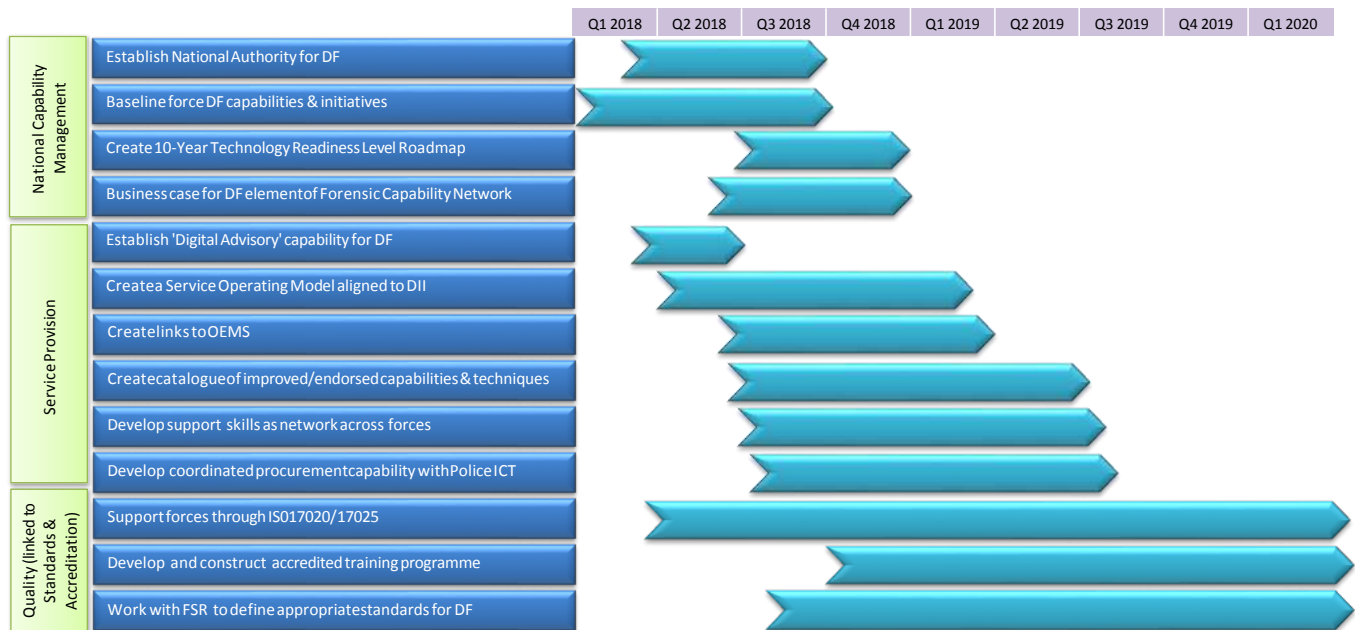 Q1 2018 Q2 2018 Q3 2018 Q4 2018 Q1 2019 Q2 2019 Q3 2019 Q4 2019 Q1 2020
National Capability
Management
Establish National Authority for DF
Baseline force DF capabilities & initiatives
Create 10-Year Technology Readiness Level Roadmap
Business case for DF element of Forensic Capability Network
Service Provision
Establish 'Digital Advisory' capability for DF
Create a Service Operating Model aligned to DII
Create links to OEMS
Create catalogue of improved/endorsed capabilities & techniques
Develop support skills as network across forces
Develop coordinated procurement capability with Police ICT
Quality (linked to
Standards &
Accreditation)
Support forces through IS017020/17025
Develop and construct accredited training programme
Work with FSR to define appropriate standards for DF